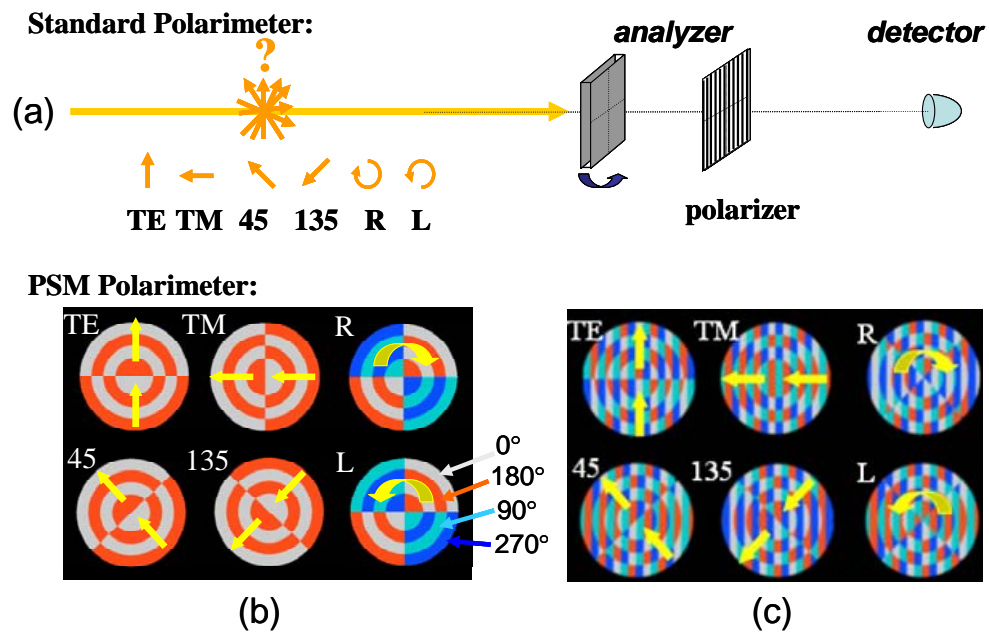 Standard Polarimeter:
analyzer
detector
?
(a)
TE TM 45 135 R L
polarizer
PSM Polarimeter:
TE TM R
45 135 L
0°
180°
90°
270°
TE TM R
45 135 L
(b)
(c)